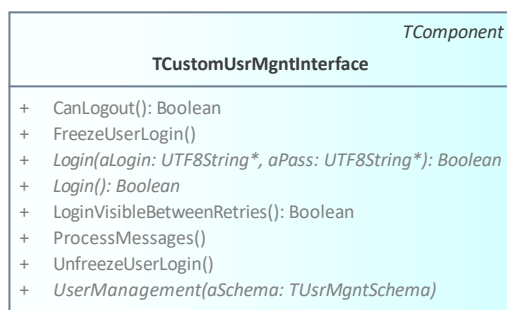 TComponent
TCustomUsrMgntInterface
+ CanLogout(): Boolean
+ FreezeUserLogin()
+ Login(aLogin: UTF8String*, aPass: UTF8String*): Boolean
+ Login(): Boolean
+ LoginVisibleBetweenRetries(): Boolean
+ ProcessMessages()
+ UnfreezeUserLogin()
+ UserManagement(aSchema: TUsrMgntSchema)